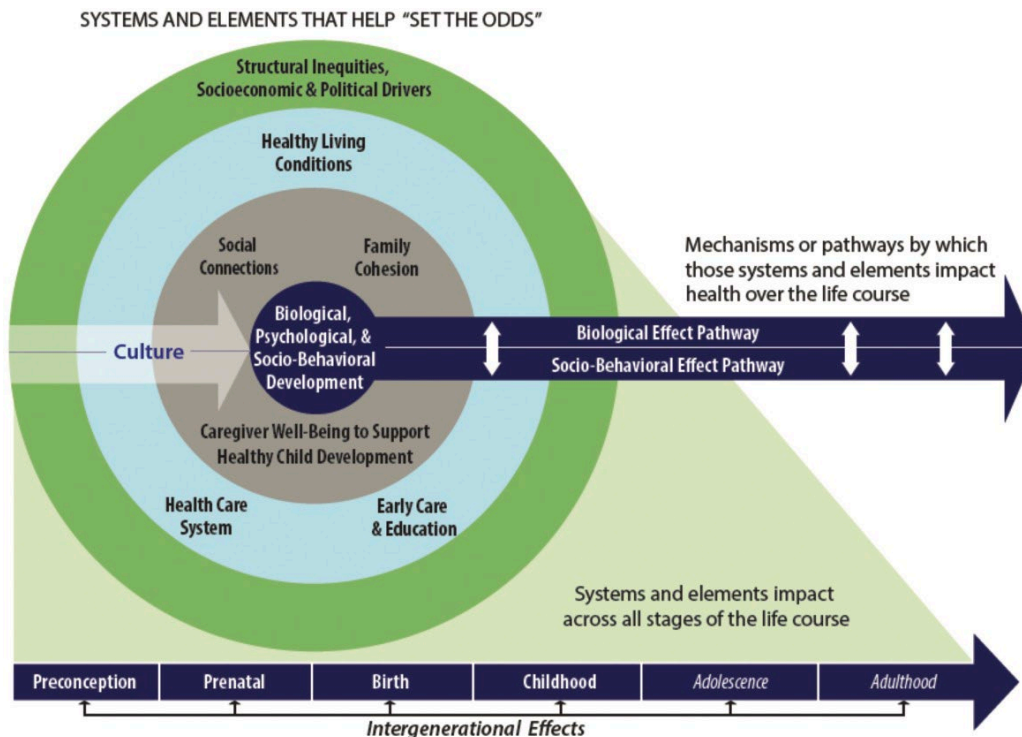 SYSTEMS AND ELEMENTS THAT HELP “SET THE ODDS”
Structural Inequities,
Socioeconomic & Political Drivers
Healthy Living
Conditions
Social
Connections
Family
Cohesion
Mechanisms or pathways by which
those systems and elements impact
health over the life course
Culture
Biological,
Psychological, &
Socio-Behavioral
Development
Biological Effect Pathway
Socio-Behavioral Effect Pathway
Caregiver Well-Being to Support
Healthy Child Development
Health Care
System
Early Care
& Education
Systems and elements impact
across all stages of the life course
Preconception
Prenatal
Birth
Childhood
Adolescence
Adulthood
Intergenerational Effects